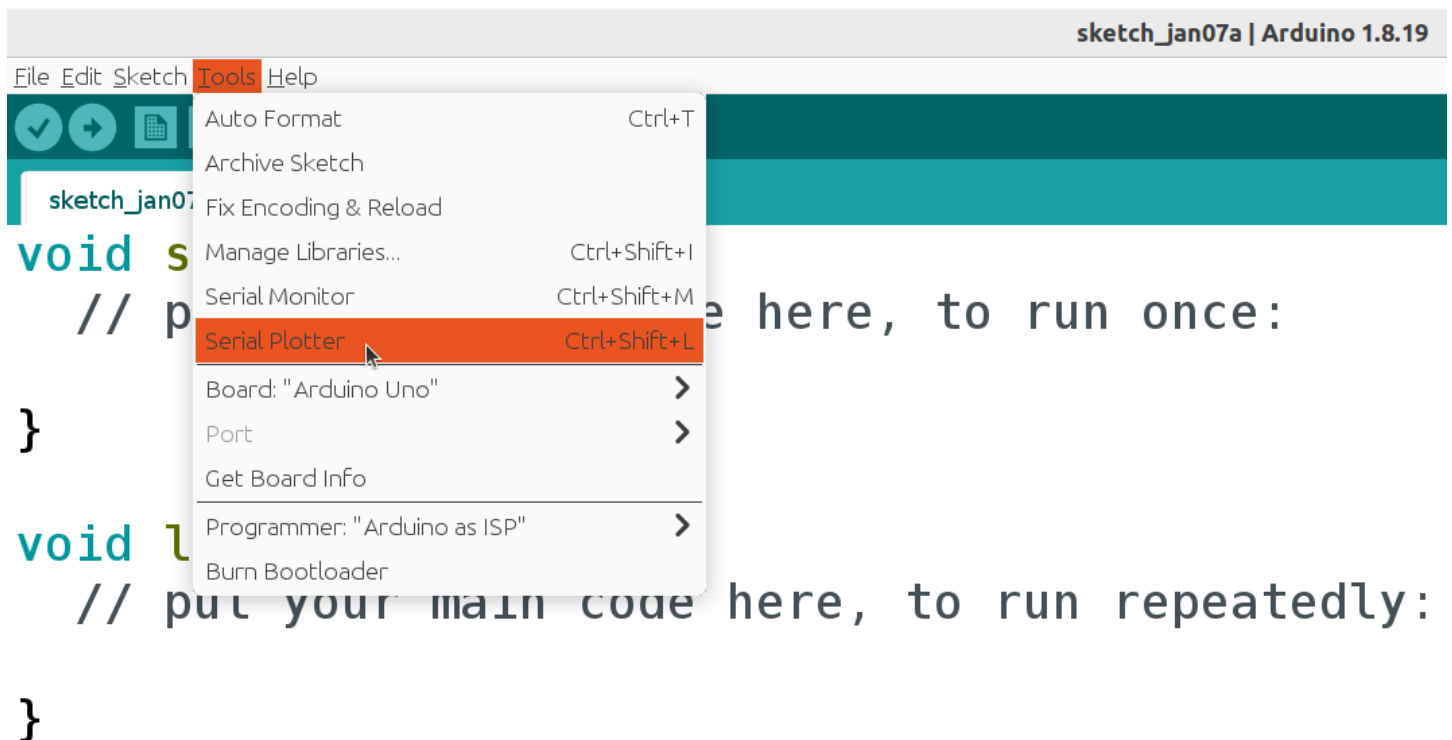 sketch_jan07a | Arduino 1.8.19
File Edit Sketch Tools Help
Auto Format Ctrl+T
Archive Sketch
sketch_jan07
Fix Encoding & Reload
Manage Libraries... Ctrl+Shift+I
Serial Monitor Ctrl+Shift+M
Serial Plotter Ctrl+Shift+L
Board: "Arduino Uno"
Port
Get Board Info
Programmer: "Arduino as ISP"
Burn Bootloader
void s
// p e here, to run once:
}
void l
// put your main code here, to run repeatedly:
}